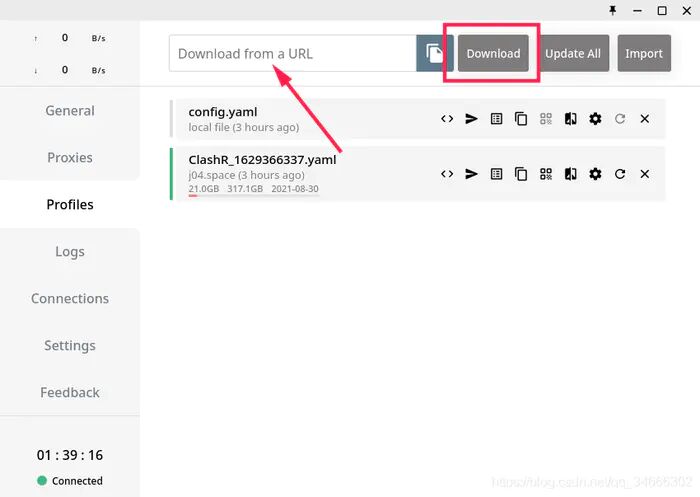 ↑ 0 B/s
↓ 0 B/s
Download from a URL
Download
Update All
Import
General
Proxies
Profiles
Logs
Connections
Settings
Feedback
config.yaml
local file (3 hours ago)
ClashR_1629366337.yaml
j04.space (3 hours ago)
21.0GB 317.1GB 2021-08-30
01 : 39 : 16
Connected
https://blog.csdn.net/qq_34666302